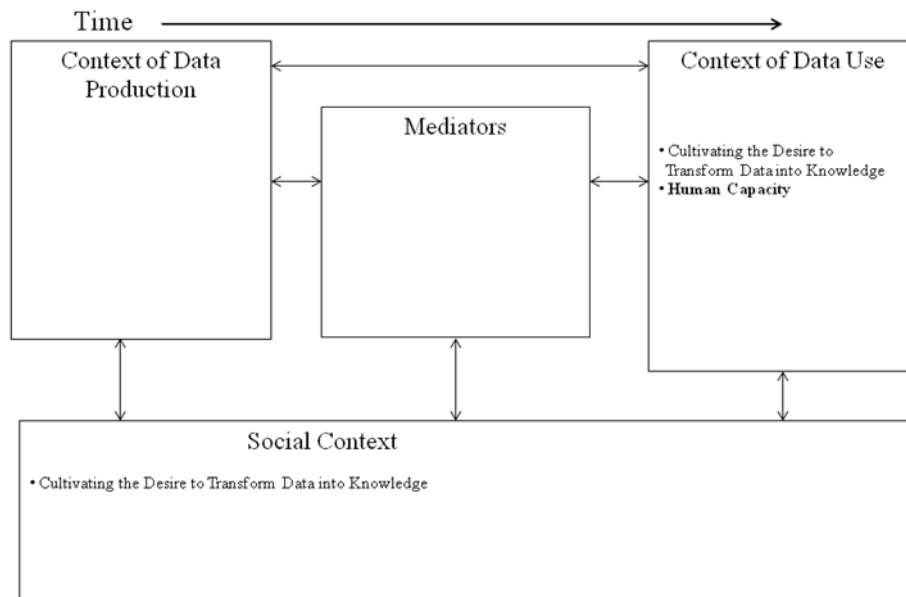 Time
Context of Data
Production
Mediators
Context of Data Use
• Cultivating the Desire to
Transform Data into Knowledge
• Human Capacity
Social Context
• Cultivating the Desire to Transform Data into Knowledge